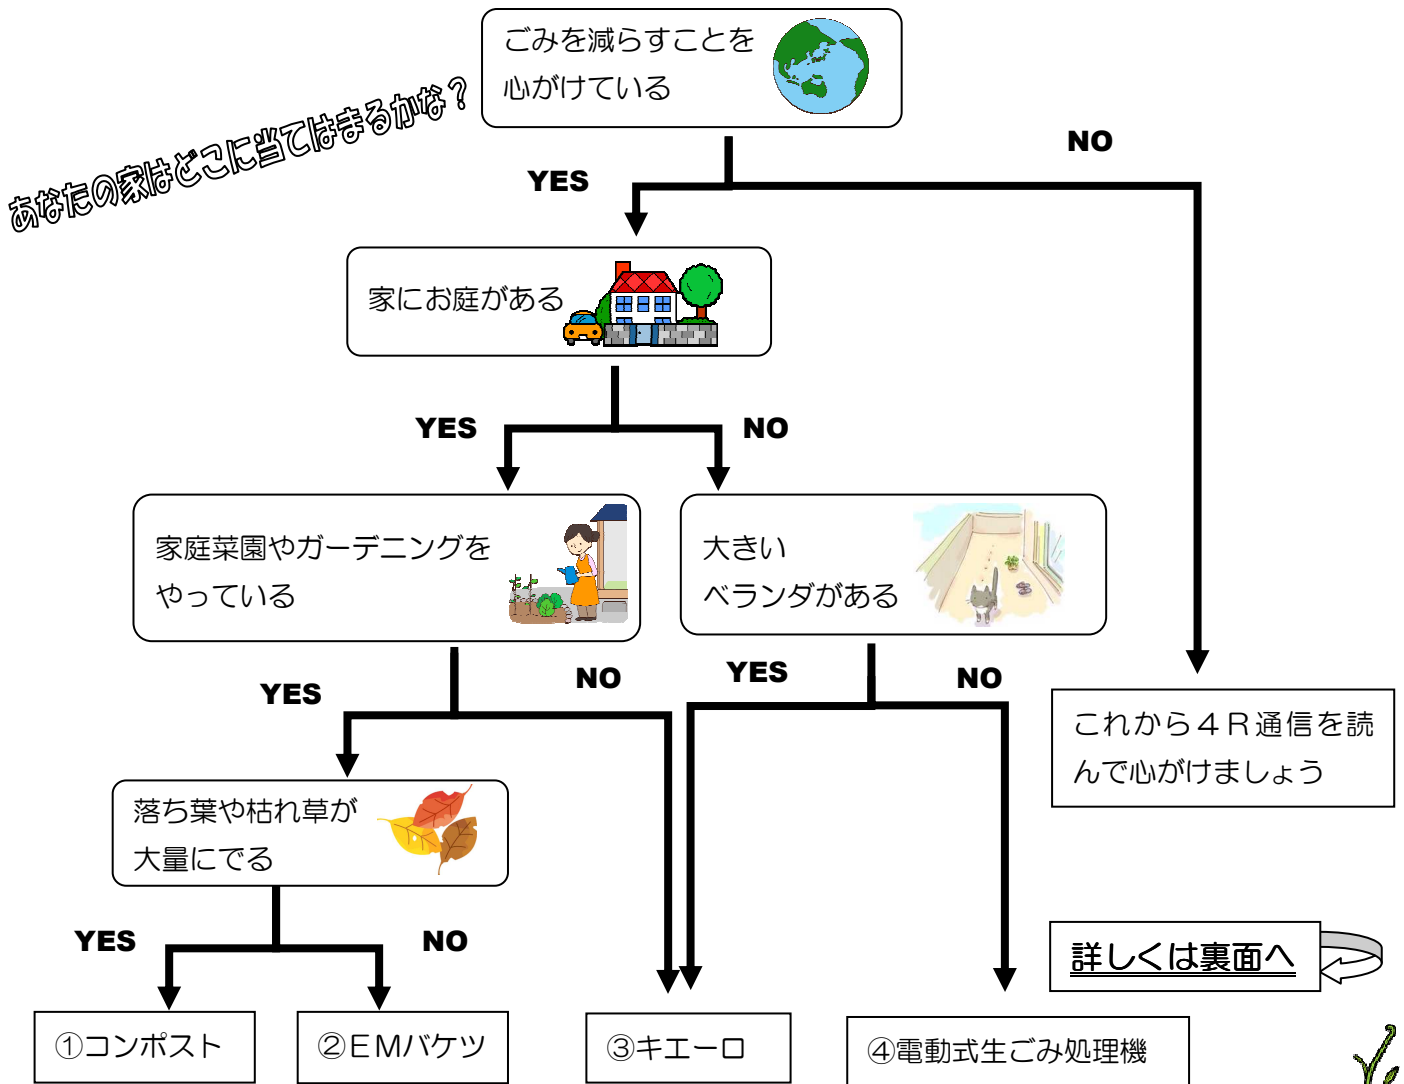 ごみを減らすことを
心がけている
あなたの家はどこに当てはまるかな？
YES
NO
家にお庭がある
YES
NO
家庭菜園やガーデニングを
やっている
大きい
ベランダがある
YES
NO
YES
NO
これから４Ｒ通信を読
んで心がけましょう
落ち葉や枯れ草が
大量にでる
YES
NO
詳しくは裏面へ
①コンポスト
②ＥＭバケツ
③キエーロ
④電動式生ごみ処理機